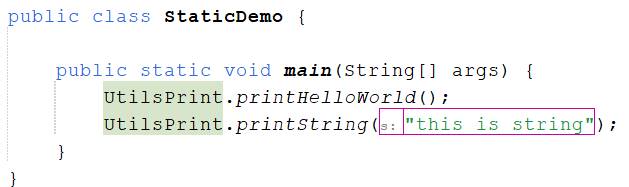 public class StaticDemo {
public static void main(String[] args) {
UtilsPrint.printHelloWorld();
UtilsPrint.printString( s: "this is string");
}
}